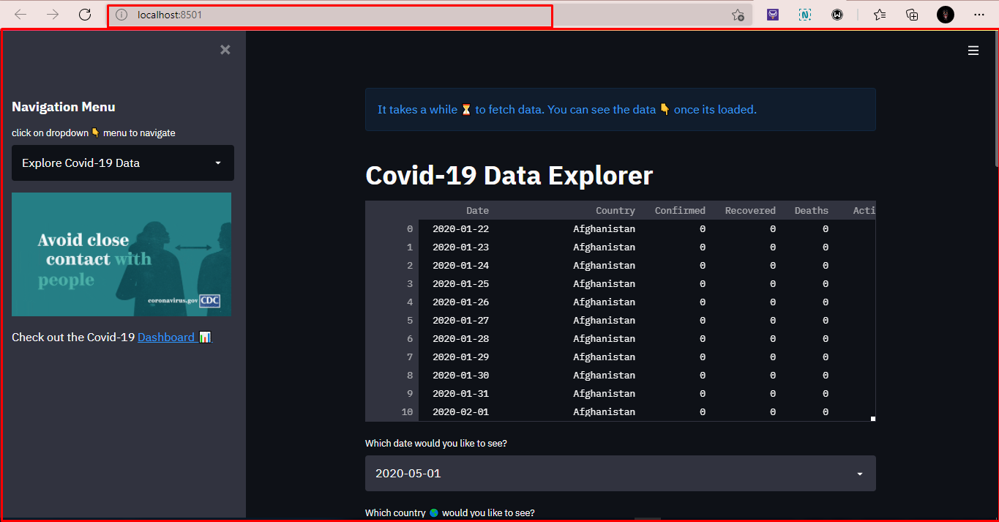 localhost:8501
Navigation Menu
click on dropdown 👇 menu to navigate
Explore Covid-19 Data
Avoid close
contact with
people
coronavirus.gov CDC
Check out the Covid-19 Dashboard 📊
It takes a while ⏳ to fetch data. You can see the data 👇 once its loaded.
Covid-19 Data Explorer
Date Country Confirmed Recovered Deaths Acti
0 2020-01-22 Afghanistan 0 0 0
1 2020-01-23 Afghanistan 0 0 0
2 2020-01-24 Afghanistan 0 0 0
3 2020-01-25 Afghanistan 0 0 0
4 2020-01-26 Afghanistan 0 0 0
5 2020-01-27 Afghanistan 0 0 0
6 2020-01-28 Afghanistan 0 0 0
7 2020-01-29 Afghanistan 0 0 0
8 2020-01-30 Afghanistan 0 0 0
9 2020-01-31 Afghanistan 0 0 0
10 2020-02-01 Afghanistan 0 0 0
Which date would you like to see?
2020-05-01
Which country 🌎 would you like to see?